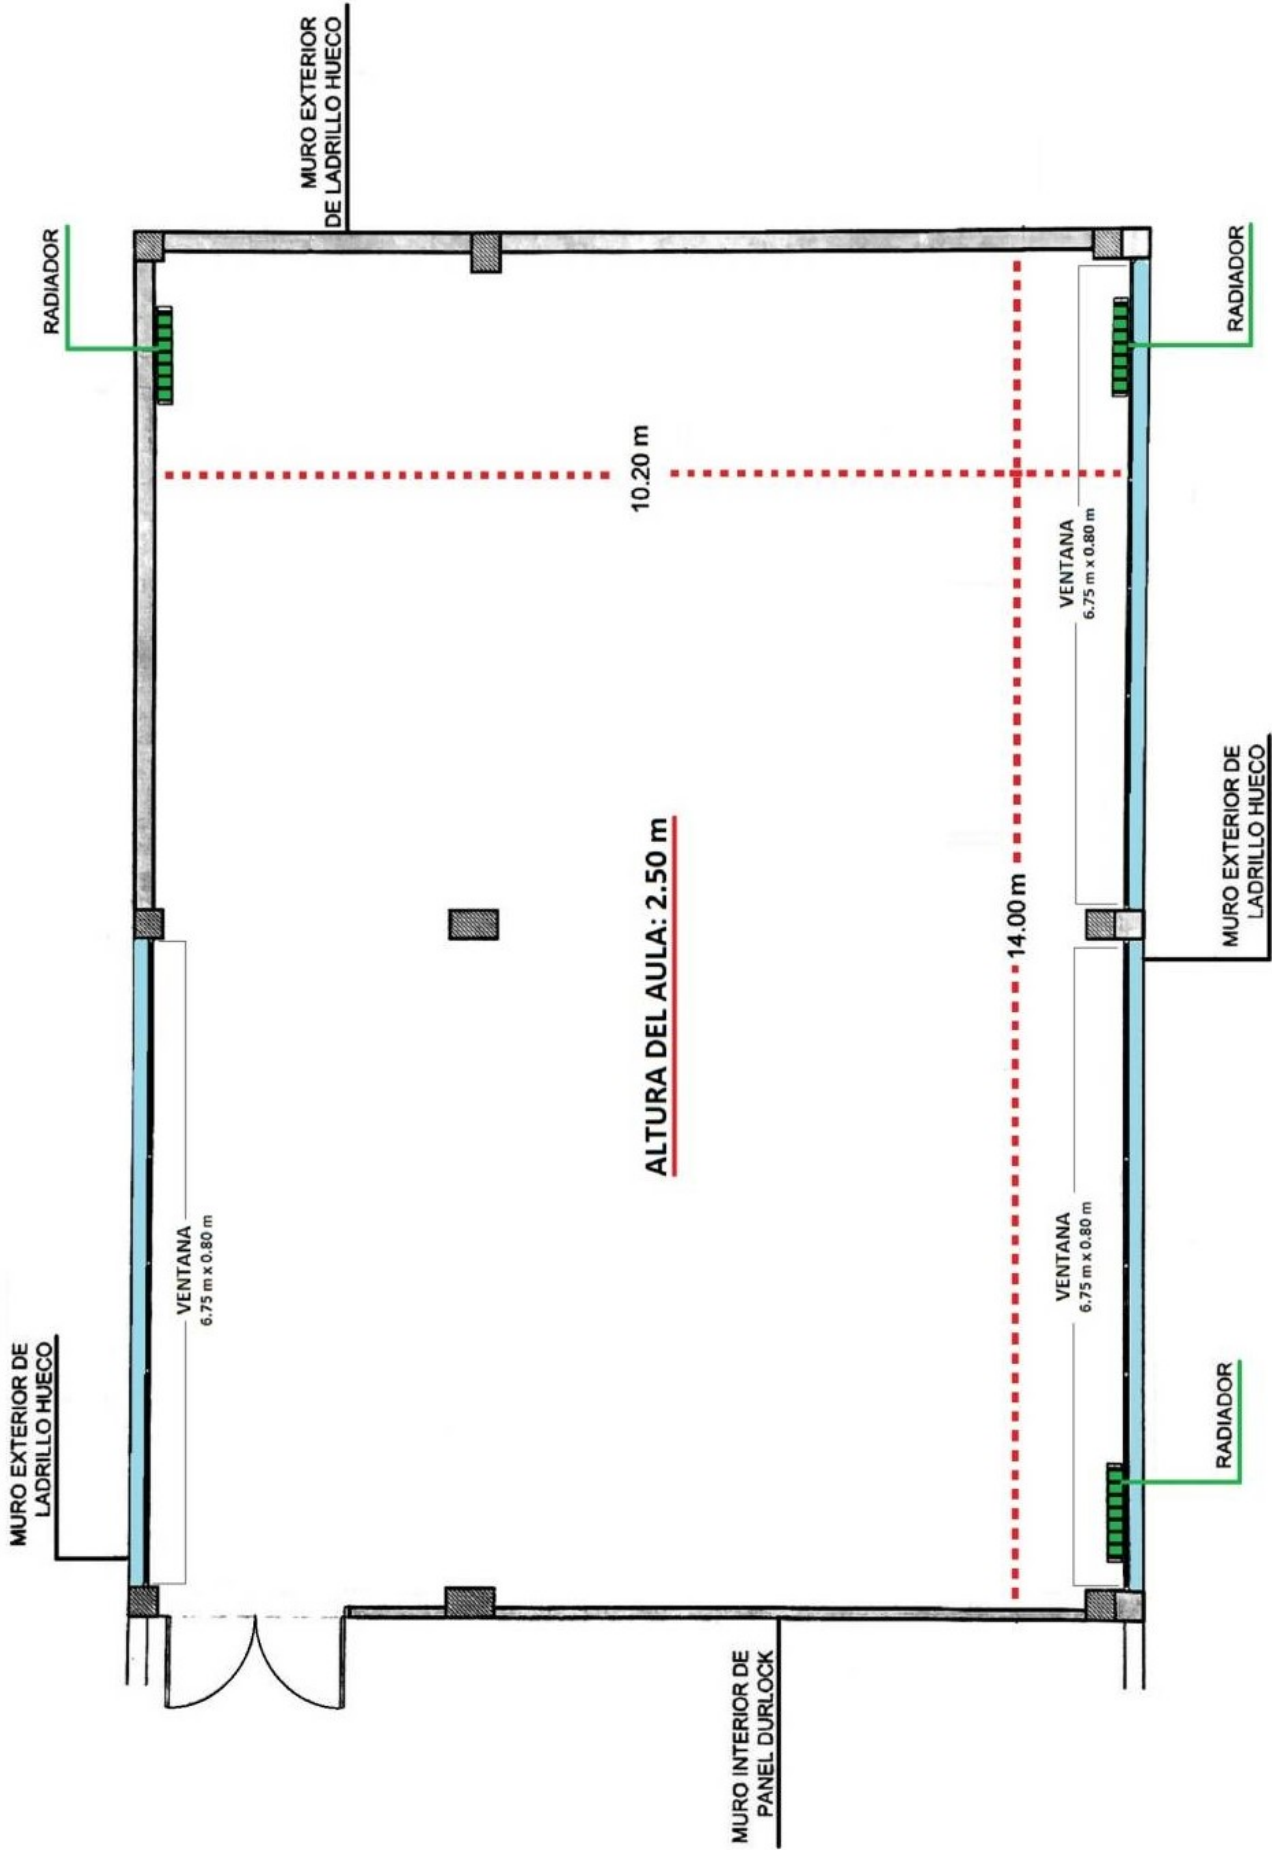 MURO EXTERIOR
DE LADRILLO HUECO
RADIADOR
RADIADOR
10.20 m
VENTANA
6.75 m x 0.80 m
14.00 m
ALTURA DEL AULA: 2.50 m
MURO EXTERIOR DE
LADRILLO HUECO
VENTANA
6.75 m x 0.80 m
VENTANA
6.75 m x 0.80 m
MURO EXTERIOR DE
LADRILLO HUECO
RADIADOR
MURO INTERIOR DE
PANEL DURLOCK